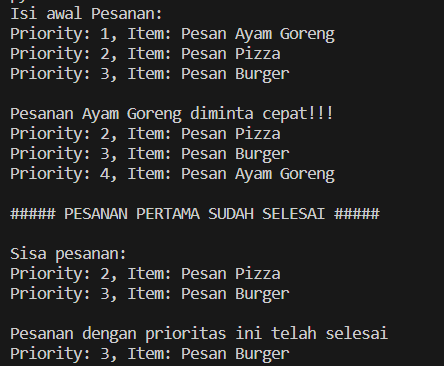 Isi awal Pesanan:
Priority: 1, Item: Pesan Ayam Goreng
Priority: 2, Item: Pesan Pizza
Priority: 3, Item: Pesan Burger
Pesanan Ayam Goreng diminta cepat!!!
Priority: 2, Item: Pesan Pizza
Priority: 3, Item: Pesan Burger
Priority: 4, Item: Pesan Ayam Goreng
##### PESANAN PERTAMA SUDAH SELESAI #####
Sisa pesanan:
Priority: 2, Item: Pesan Pizza
Priority: 3, Item: Pesan Burger
Pesanan dengan prioritas ini telah selesai
Priority: 3, Item: Pesan Burger